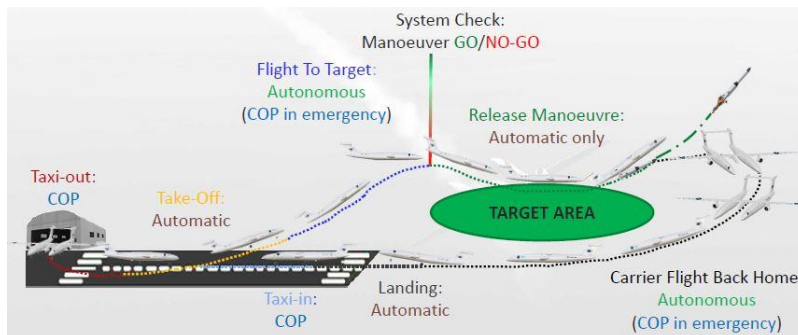 System Check:
Manoeuver GO/NO-GO
Flight To Target:
Autonomous
(COP in emergency)
Release Manoeuvre:
Automatic only
Taxi-out:
COP
Take-Off:
Automatic
TARGET AREA
Taxi-in:
COP
Landing:
Automatic
Carrier Flight Back Home
Autonomous
(COP in emergency)